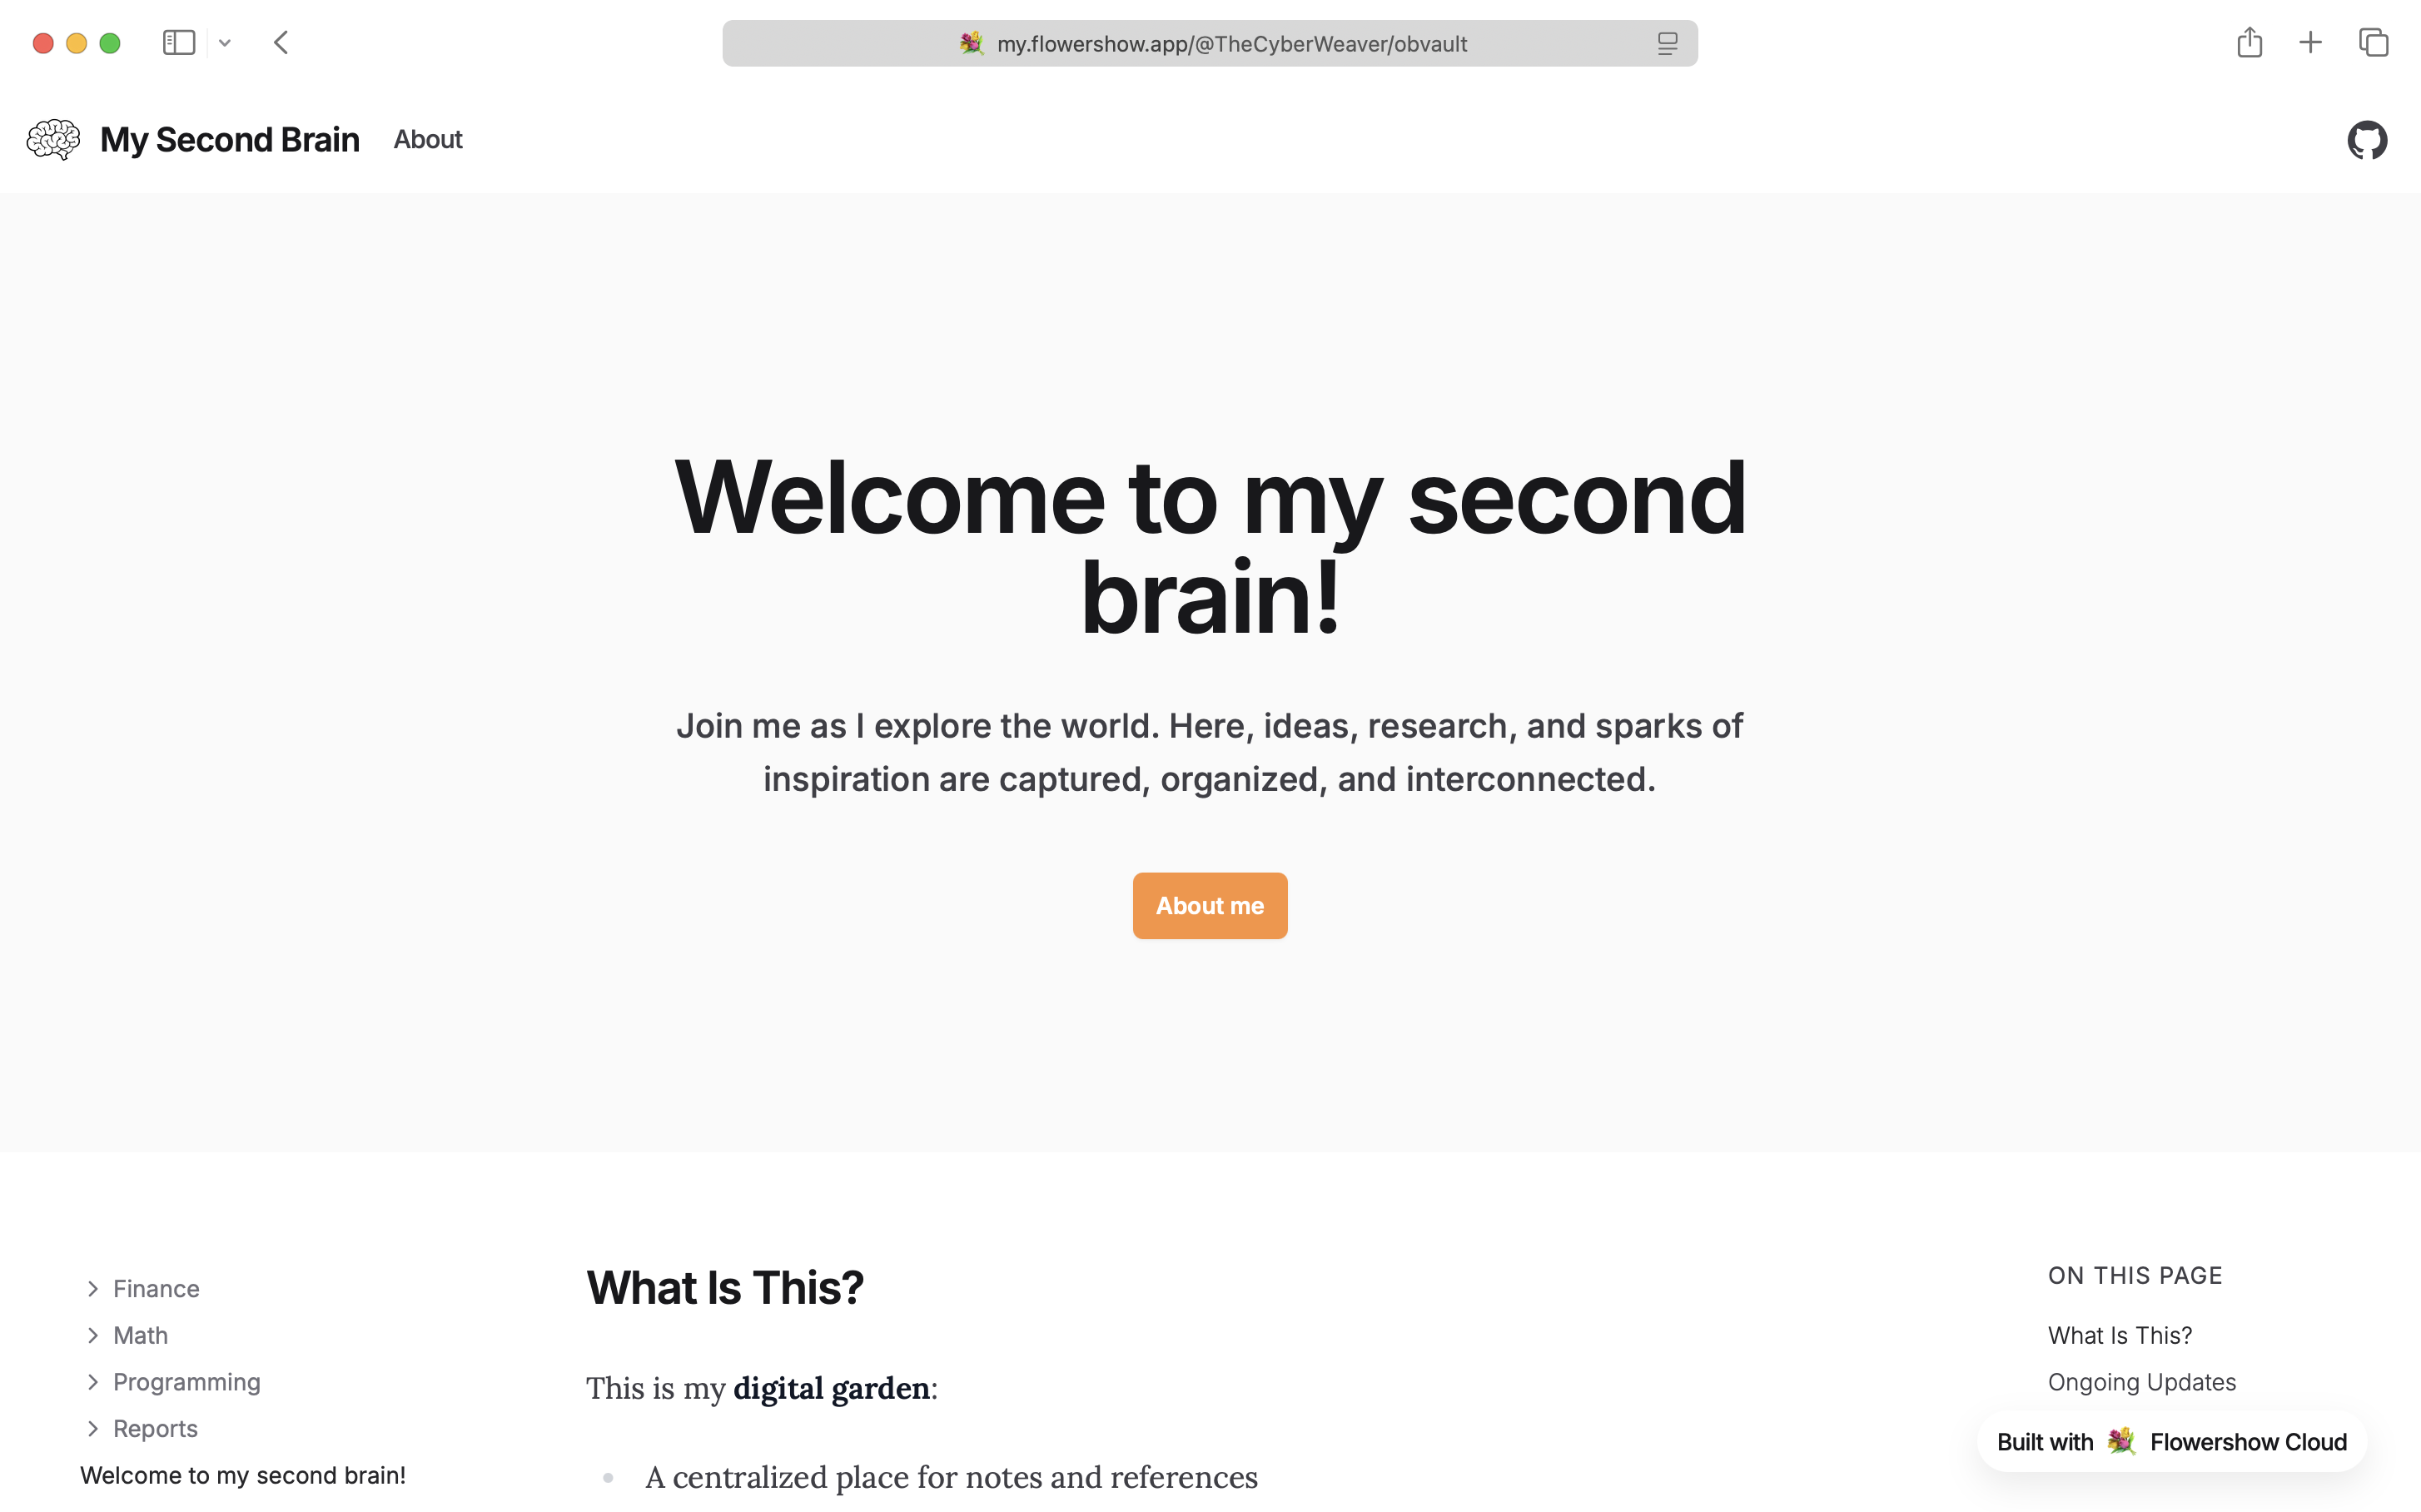 my.flowershow.app/@TheCyberWeaver/obvault
My Second Brain
About
Welcome to my second
brain!
Join me as I explore the world. Here, ideas, research, and sparks of
inspiration are captured, organized, and interconnected.
About me
Finance
Math
Programming
Reports
Welcome to my second brain!
What Is This?
This is my digital garden:
A centralized place for notes and references
ON THIS PAGE
What Is This?
Ongoing Updates
Built with Flowershow Cloud